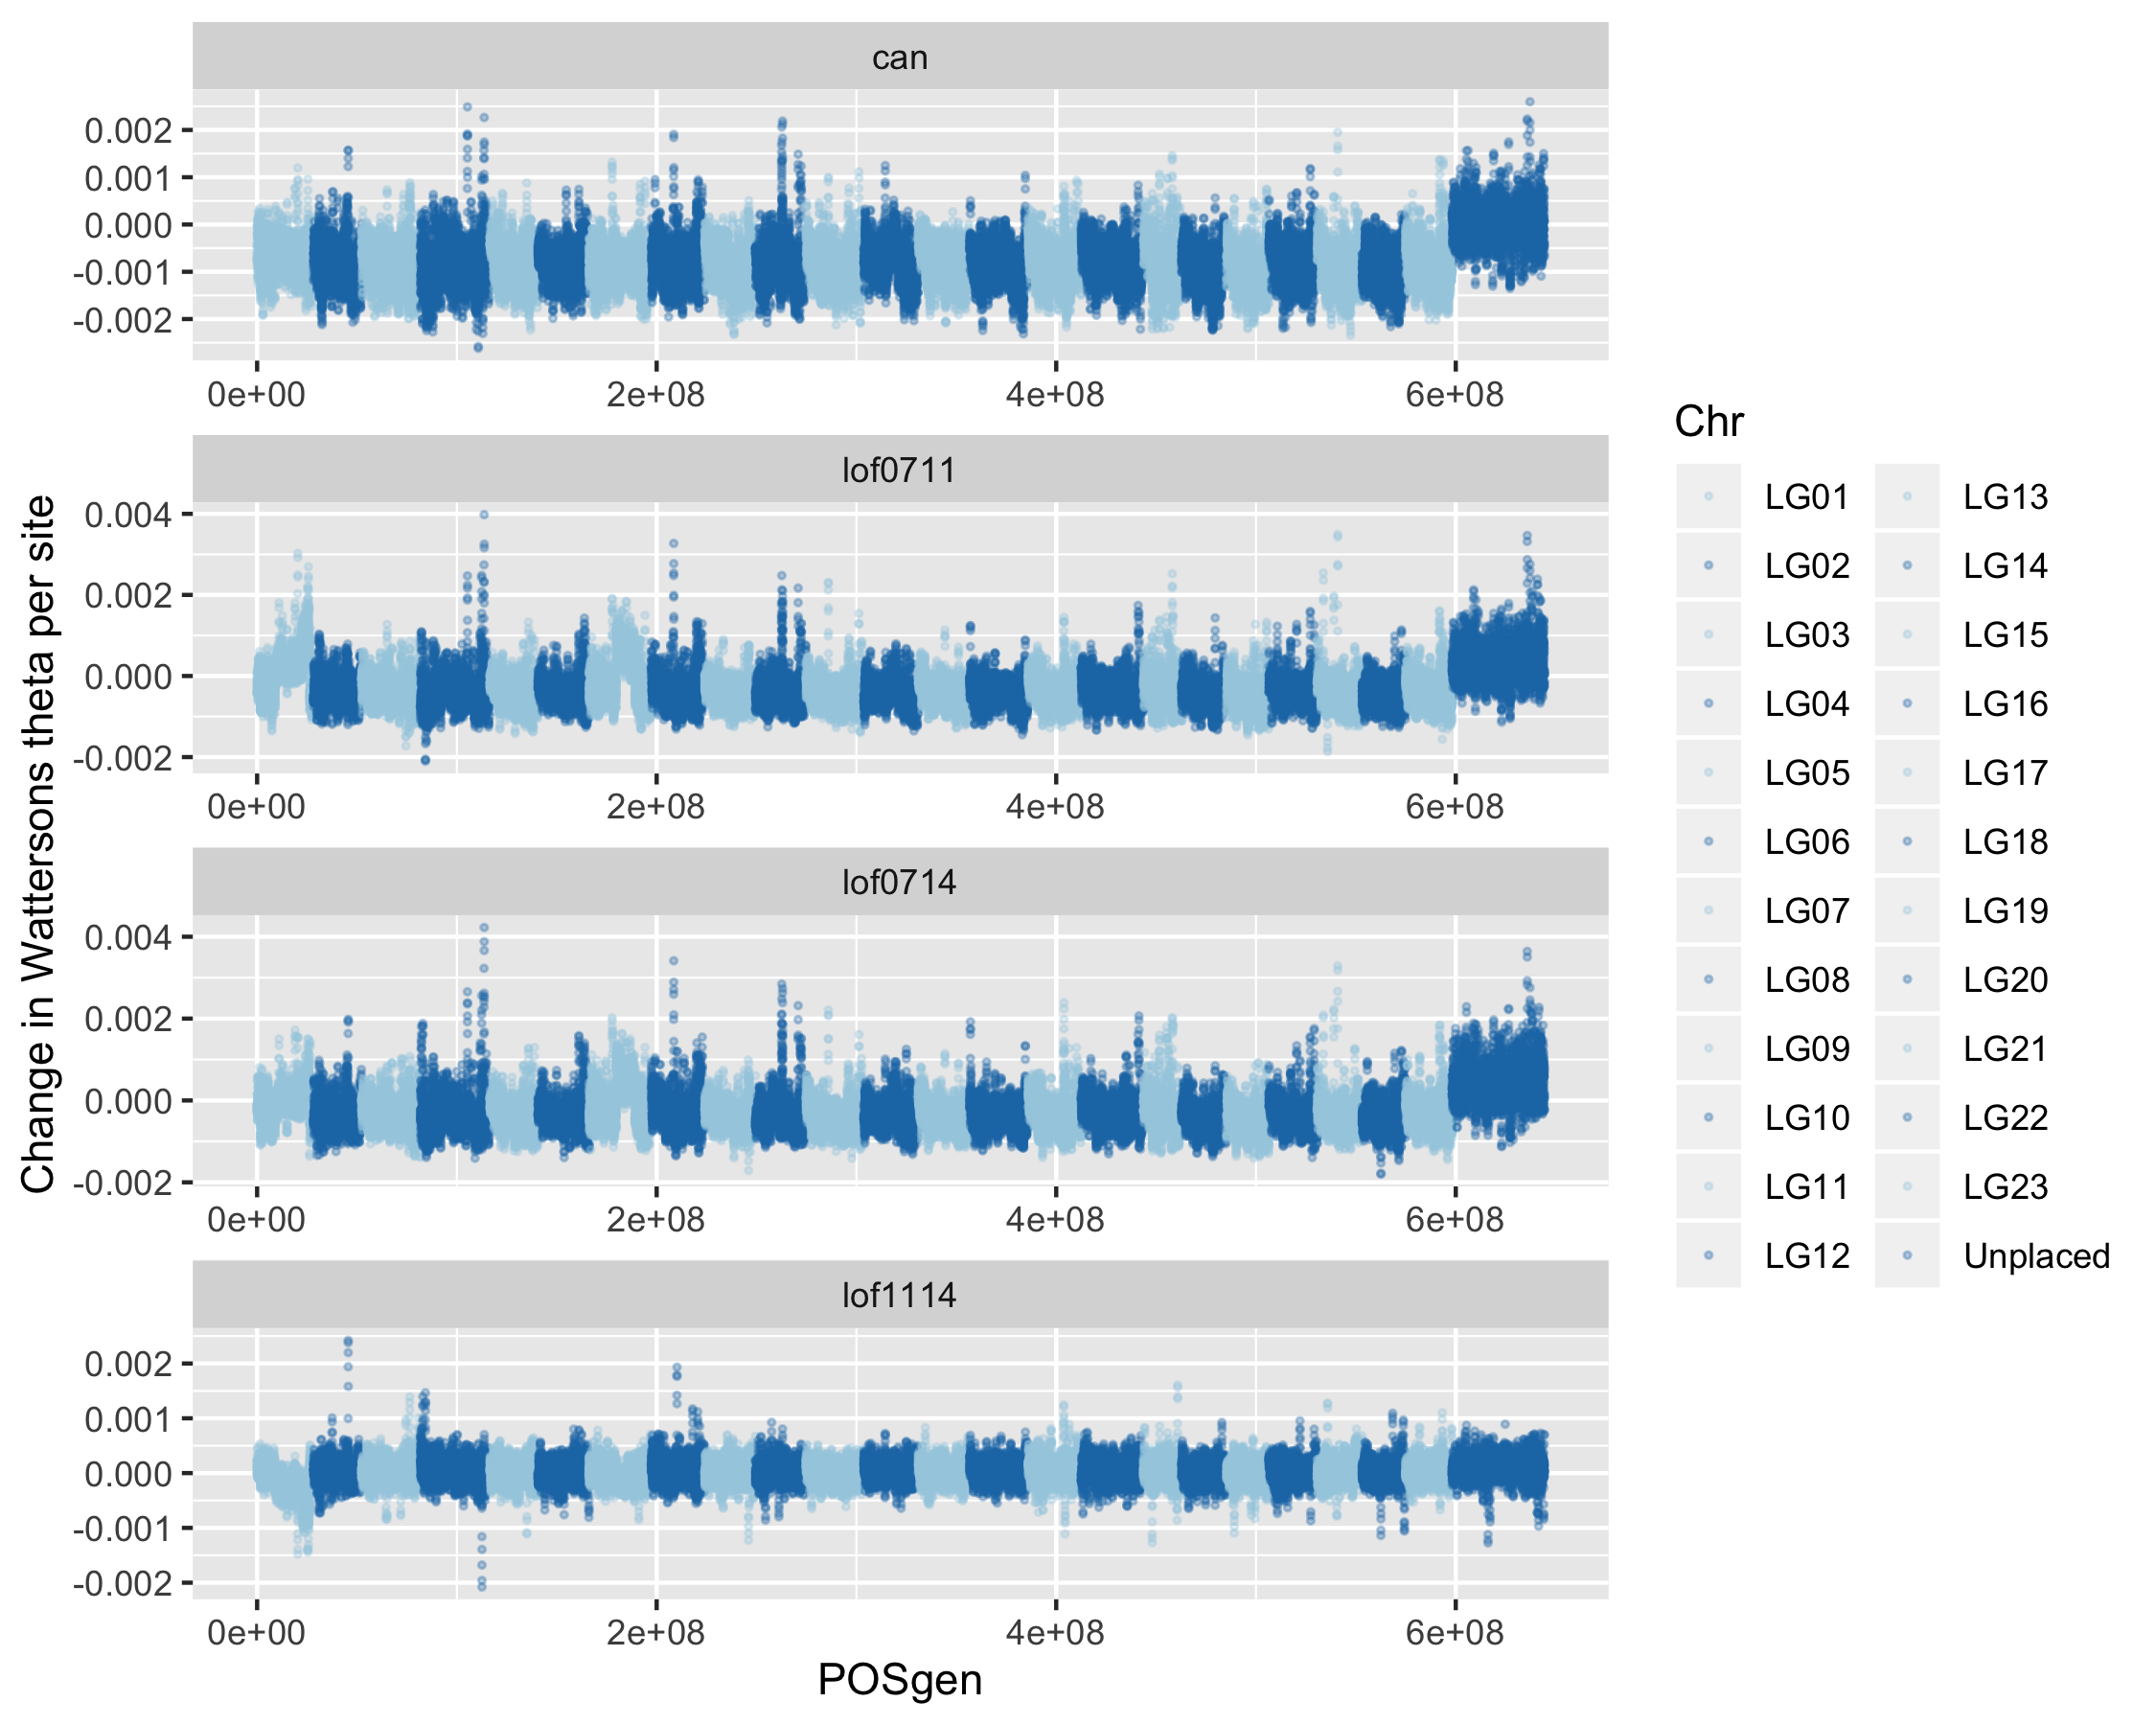 can
0.002
0.001
0.000
-0.001
-0.002
0e+00 2e+08 4e+08 6e+08
lof0711
0.004
0.002
0.000
-0.002
0e+00 2e+08 4e+08 6e+08
lof0714
0.004
0.002
0.000
-0.002
0e+00 2e+08 4e+08 6e+08
lof1114
0.002
0.001
0.000
-0.001
-0.002
0e+00 2e+08 4e+08 6e+08
POSgen
Change in Wattersons theta per site
Chr
LG01 LG13
LG02 LG14
LG03 LG15
LG04 LG16
LG05 LG17
LG06 LG18
LG07 LG19
LG08 LG20
LG09 LG21
LG10 LG22
LG11 LG23
LG12 Unplaced